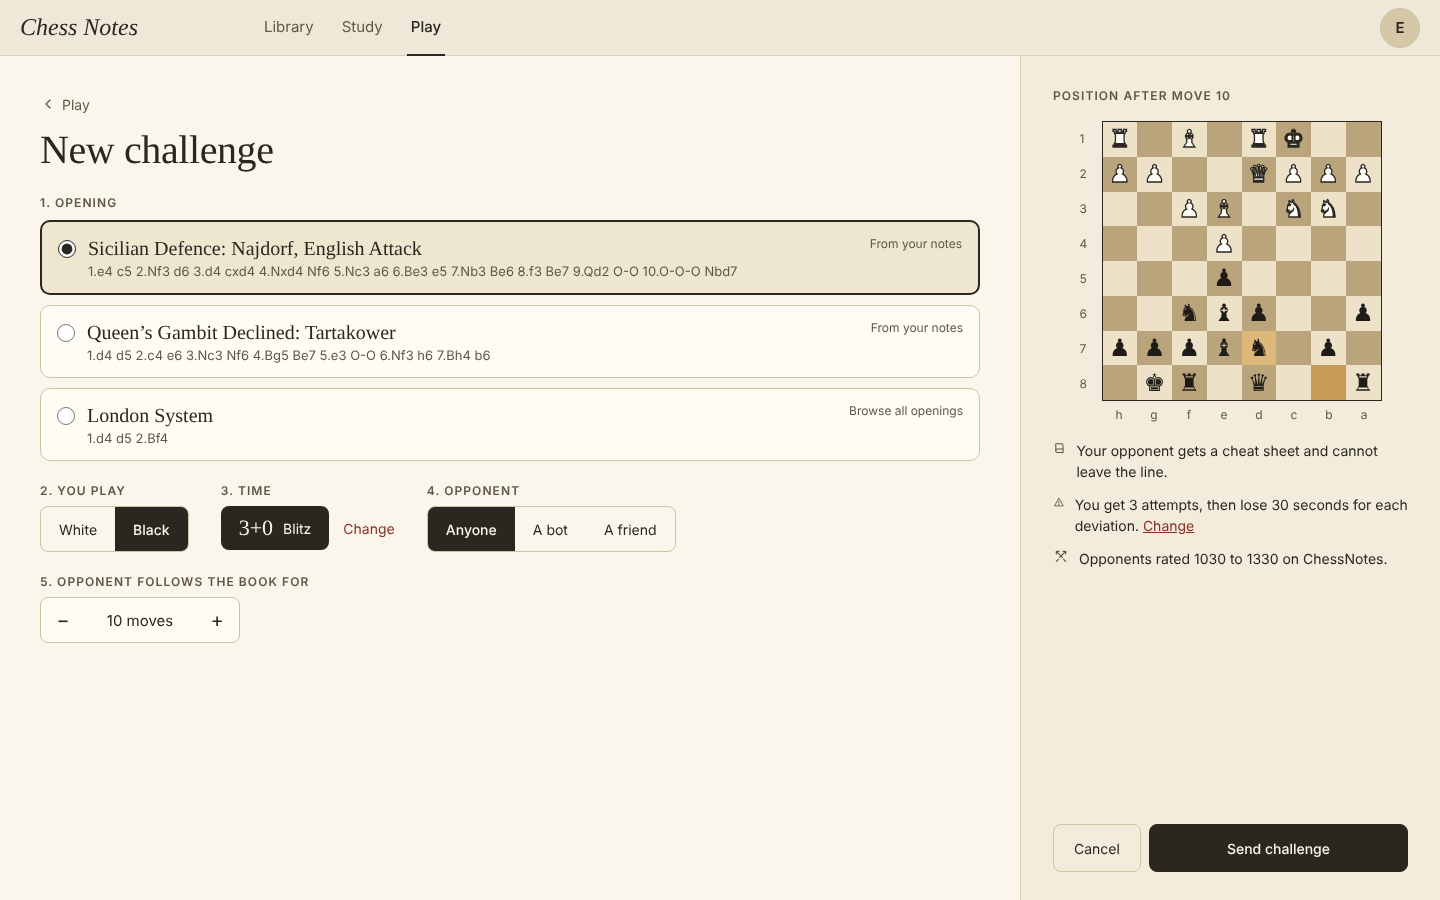 Chess Notes
Library
Study
Play
E
Play
New challenge
1. OPENING
Sicilian Defence: Najdorf, English Attack
From your notes
1.e4 c5 2.Nf3 d6 3.d4 cxd4 4.Nxd4 Nf6 5.Nc3 a6 6.Be3 e5 7.Nb3 Be6 8.f3 Be7 9.Qd2 O-O 10.O-O-O Nbd7
Queen’s Gambit Declined: Tartakower
From your notes
1.d4 d5 2.c4 e6 3.Nc3 Nf6 4.Bg5 Be7 5.e3 O-O 6.Nf3 h6 7.Bh4 b6
London System
Browse all openings
1.d4 d5 2.Bf4
2. YOU PLAY
White
Black
3. TIME
3+0 Blitz
Change
4. OPPONENT
Anyone
A bot
A friend
5. OPPONENT FOLLOWS THE BOOK FOR
− 10 moves +
POSITION AFTER MOVE 10
1
2
3
4
5
6
7
8
h g f e d c b a
Your opponent gets a cheat sheet and cannot
leave the line.
You get 3 attempts, then lose 30 seconds for each
deviation. Change
Opponents rated 1030 to 1330 on ChessNotes.
Cancel
Send challenge